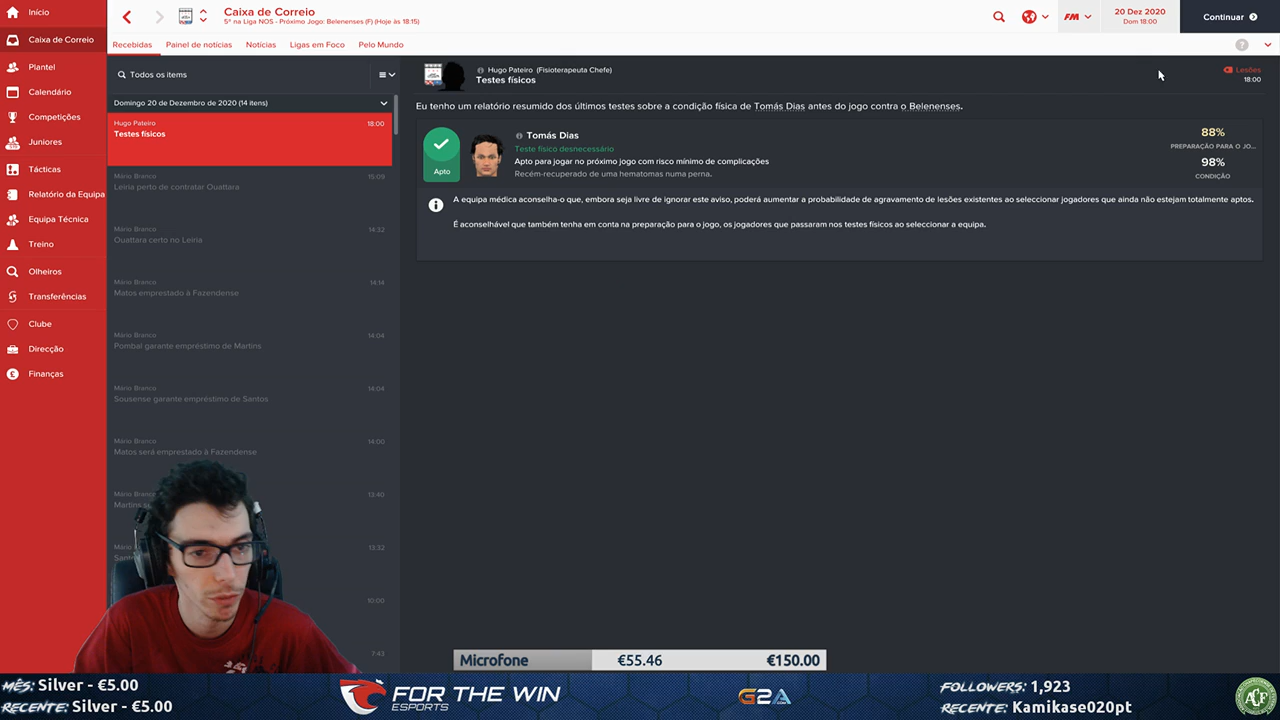 Início
Caixa de Correio
Plantel
Calendário
Competições
Juniores
Tácticas
Relatório da Equipa
Equipa Técnica
Treino
Olheiros
Transferências
Clube
Direcção
Finanças
Caixa de Correio
5º na Liga NOS - Próximo Jogo: Belenenses (F) (Hoje às 18:15)
FM
20 Dez 2020
Dom 18:00
Continuar
Recebidas
Painel de notícias
Notícias
Ligas em Foco
Pelo Mundo
?
Todos os items
Domingo 20 de Dezembro de 2020 (14 itens)
Hugo Pateiro 18:00
Testes físicos
Mário Branco 15:09
Leiria perto de contratar Ouattara
Mário Branco 14:32
Ouattara certo no Leiria
Mário Branco 14:14
Matos emprestado à Fazendense
Mário Branco 14:04
Pombal garante empréstimo de Martins
Mário Branco 14:04
Sousense garante empréstimo de Santos
Mário Branco 14:00
Matos será emprestado à Fazendense
Mário Branco 13:40
Martins
Mário 13:32
10:00
7:43
Hugo Pateiro (Fisioterapeuta Chefe)
Testes físicos
Lesões
18:00
Eu tenho um relatório resumido dos últimos testes sobre a condição física de Tomás Dias antes do jogo contra o Belenenses.
Apto
Tomás Dias
Teste físico desnecessário
Apto para jogar no próximo jogo com risco mínimo de complicações
Recém-recuperado de uma hematomas numa perna.
88%
PREPARAÇÃO PARA O JO...
98%
CONDIÇÃO
A equipa médica aconselha-o que, embora seja livre de ignorar este aviso, poderá aumentar a probabilidade de agravamento de lesões existentes ao seleccionar jogadores que ainda não estejam totalmente aptos.
É aconselhável que também tenha em conta na preparação para o jogo, os jogadores que passaram nos testes físicos ao seleccionar a equipa.
Microfone €55.46 €150.00
MÊS: Silver - €5.00
RECENTE: Silver - €5.00
FOR THE WIN
ESPORTS
G2A
.COM
FOLLOWERS: 1,923
RECENTE: Kamikase020pt